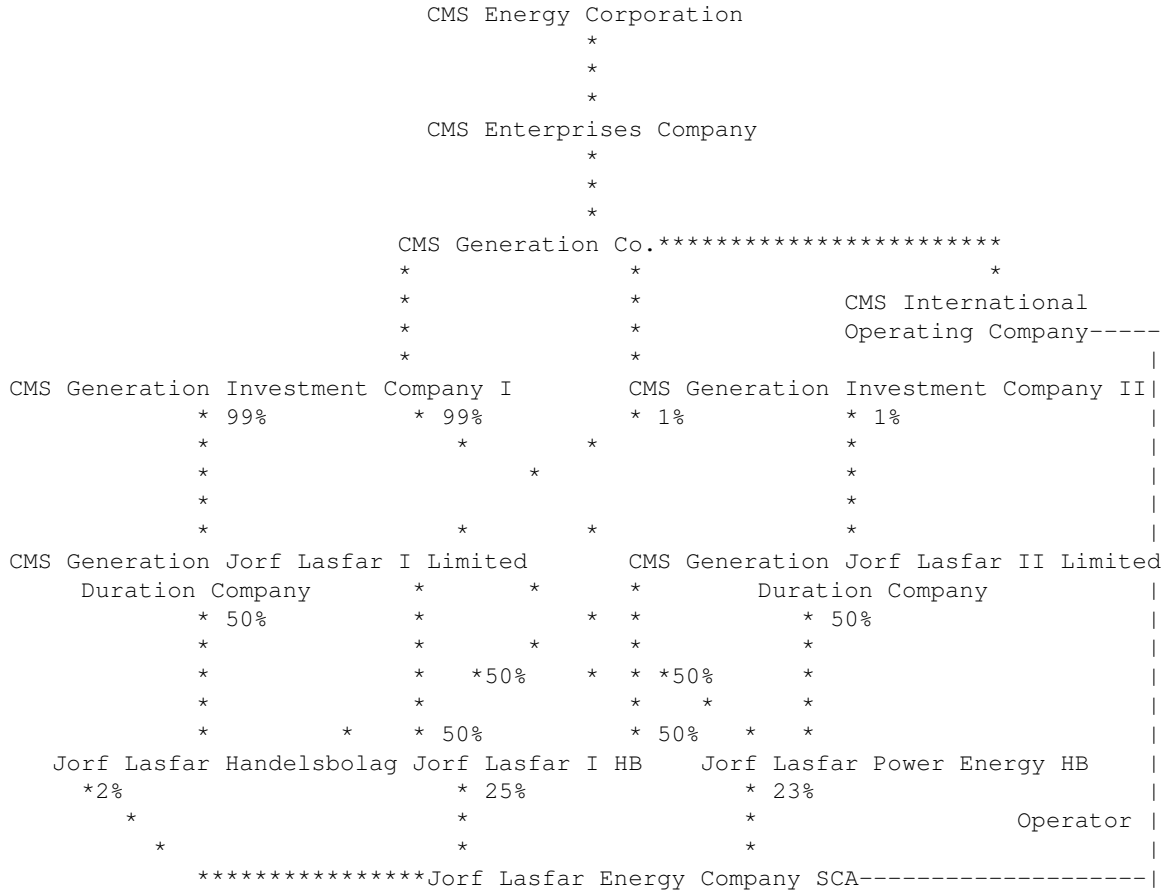 CMS Energy Corporation
*
*
*
CMS Enterprises Company
*
*
*
CMS Generation Co.************************
* * *
* * CMS International
* * Operating Company-----
* * |
CMS Generation Investment Company I CMS Generation Investment Company II|
* 99% * 99% * 1% * 1% |
* * * * |
* * * |
* * |
* * * * |
CMS Generation Jorf Lasfar I Limited CMS Generation Jorf Lasfar II Limited
Duration Company * * * Duration Company |
* 50% * * * * 50% |
* * * * * |
* * *50% * * *50% * |
* * * * * |
* * * 50% * 50% * * |
Jorf Lasfar Handelsbolag Jorf Lasfar I HB Jorf Lasfar Power Energy HB |
*2% * 25% * 23% |
* * * Operator |
* * * |
****************Jorf Lasfar Energy Company SCA--------------------|